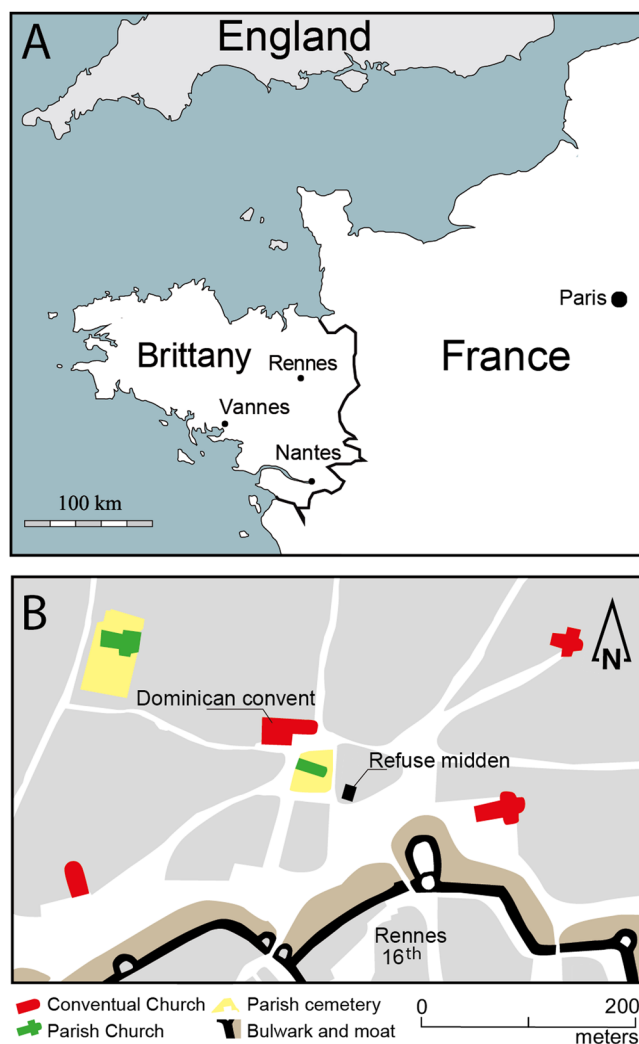 A
England
Paris
Brittany
France
Rennes
Vannes
Nantes
100 km
B
N
Dominican convent
Refuse midden
Rennes
16th
Conventual Church
Parish cemetery
0
200
Parish Church
Bulwark and moat
meters